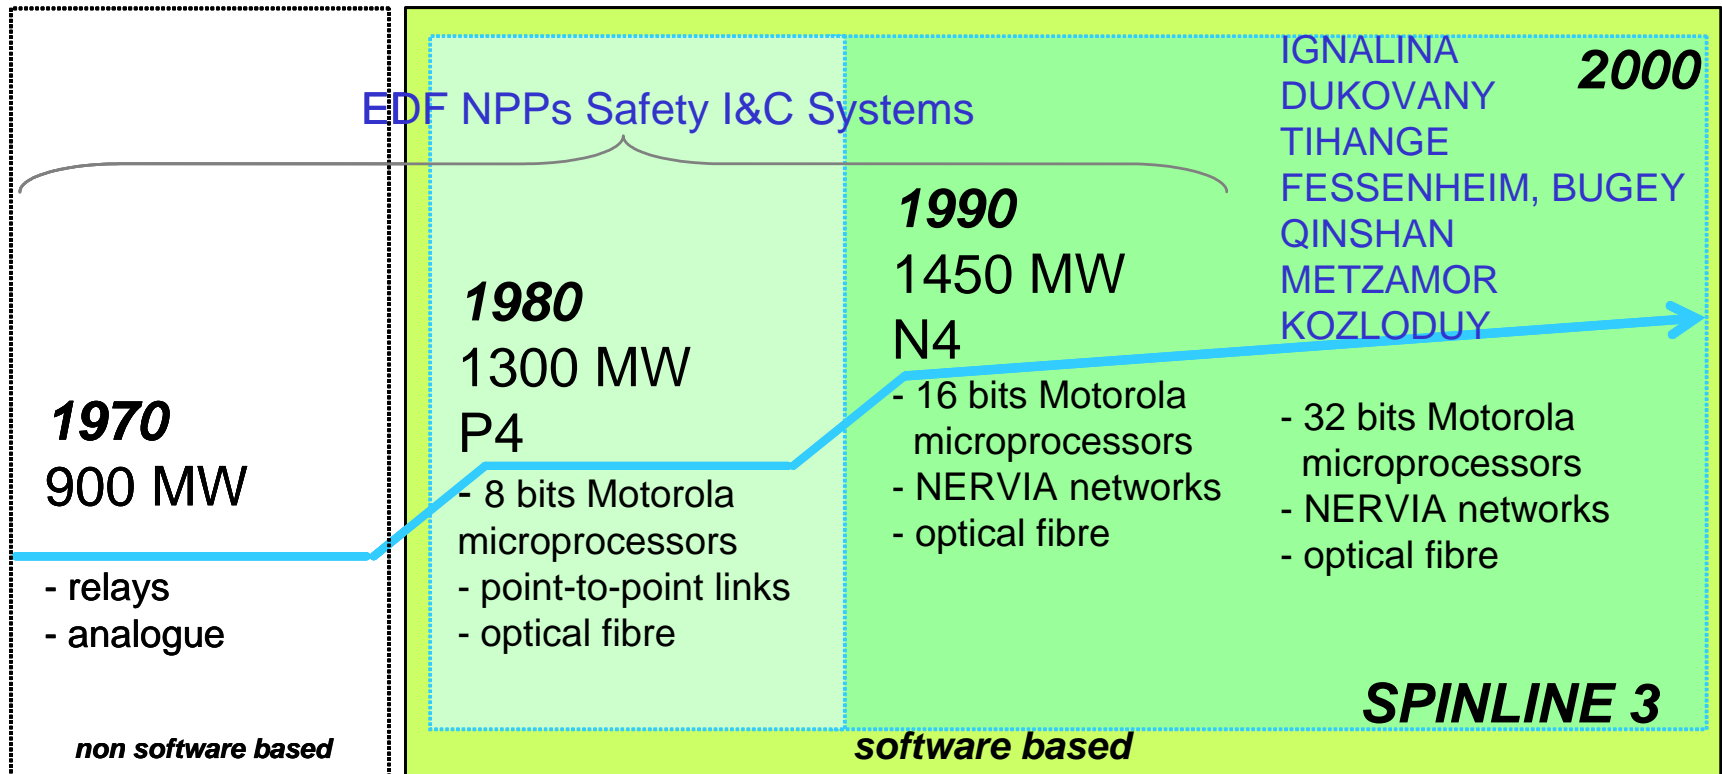 EDF NPPs Safety I&C Systems
1970
900 MW
- relays
- analogue
non software based
1980
1300 MW
P4
- 8 bits Motorola
microprocessors
- point-to-point links
- optical fibre
1990
1450 MW
N4
- 16 bits Motorola
microprocessors
- NERVIA networks
- optical fibre
2000
IGNALINA
DUKOVANY
TIHANGE
FESSENHEIM, BUGEY
QINSHAN
METZAMOR
KOZLODUY
- 32 bits Motorola
microprocessors
- NERVIA networks
- optical fibre
SPINLINE 3
software based